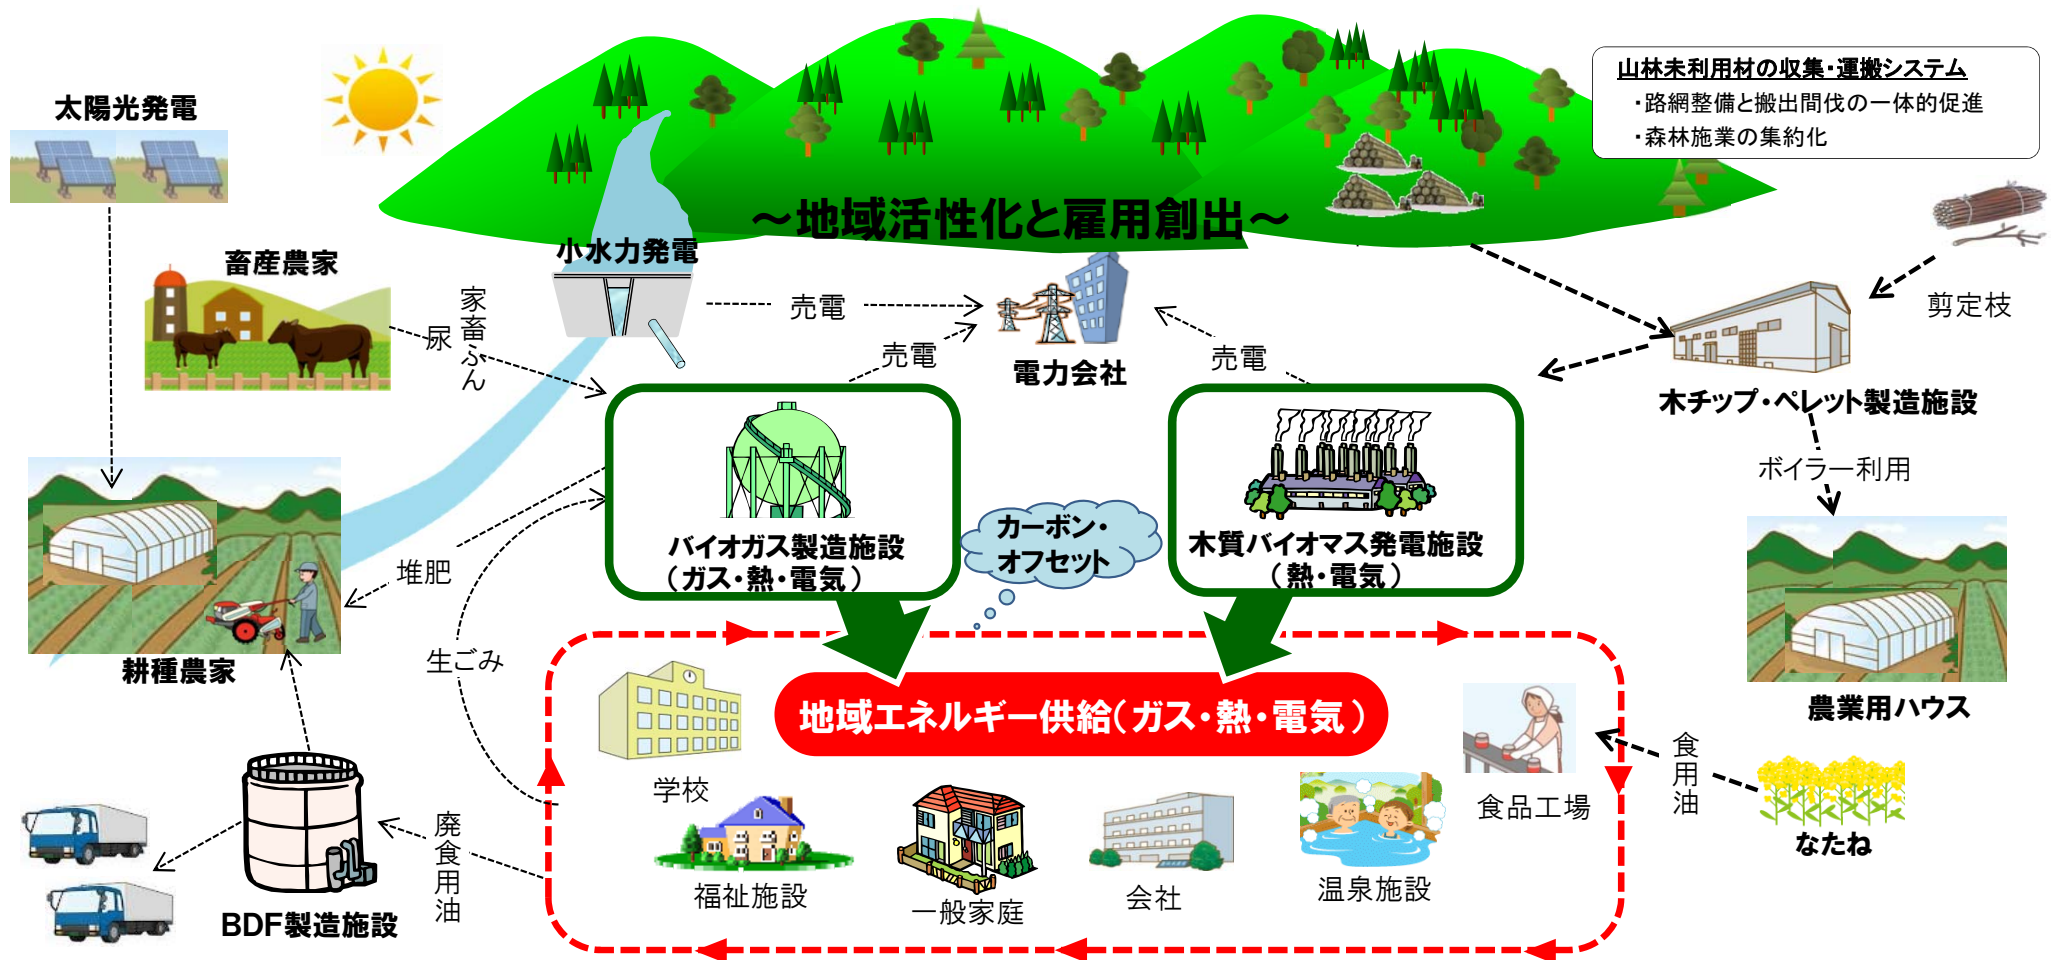 山林未利用材の収集・運搬システム
・路網整備と搬出間伐の一体的促進
・森林施業の集約化
太陽光発電
～地域活性化と雇用創出～
小水力発電
畜産農家
家畜ふん
尿
売電
売電
売電
電力会社
剪定枝
木チップ・ペレット製造施設
ボイラー利用
バイオガス製造施設
（ガス・熱・電気）
カーボン・
オフセット
木質バイオマス発電施設
（熱・電気）
堆肥
耕種農家
生ごみ
地域エネルギー供給（ガス・熱・電気）
農業用ハウス
食用油
学校
食品工場
なたね
廃食用油
福祉施設
一般家庭
会社
温泉施設
BDF製造施設